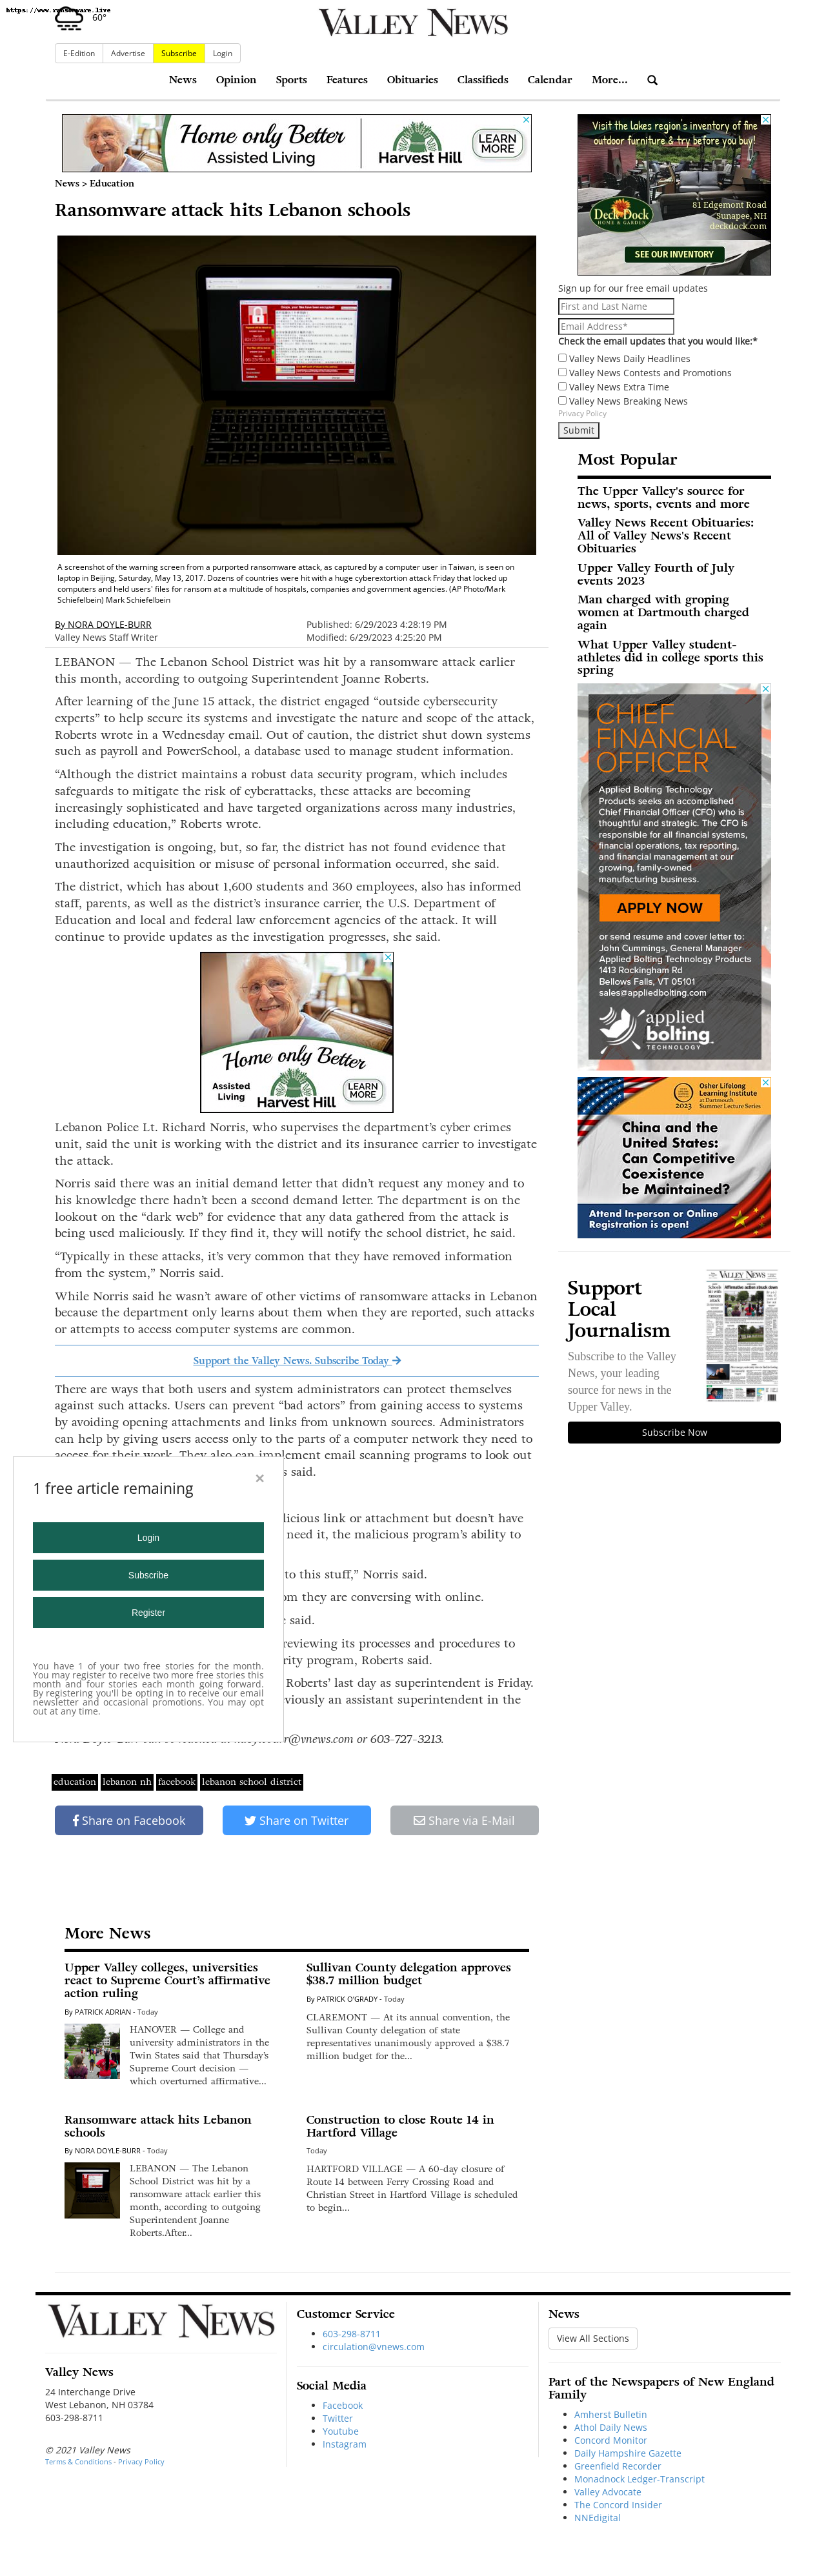 https://www.ransomware.live
60°
VALLEY NEWS
E-Edition
Advertise
Subscribe
Login
News
Opinion
Sports
Features
Obituaries
Classifieds
Calendar
More...
Home only Better
Assisted Living
HARVEST HILL
LEARN MORE
News > Education
Ransomware attack hits Lebanon schools
A screenshot of the warning screen from a purported ransomware attack, as captured by a computer user in Taiwan, is seen on
laptop in Beijing, Saturday, May 13, 2017. Dozens of countries were hit with a huge cyberextortion attack Friday that locked up
computers and held users' files for ransom at a multitude of hospitals, companies and government agencies. (AP Photo/Mark
Schiefelbein) Mark Schiefelbein
By NORA DOYLE-BURR
Valley News Staff Writer
Published: 6/29/2023 4:28:19 PM
Modified: 6/29/2023 4:25:20 PM
LEBANON — The Lebanon School District was hit by a ransomware attack earlier
this month, according to outgoing Superintendent Joanne Roberts.
After learning of the June 15 attack, the district engaged “outside cybersecurity
experts” to help secure its systems and investigate the nature and scope of the attack,
Roberts wrote in a Wednesday email. Out of caution, the district shut down systems
such as payroll and PowerSchool, a database used to manage student information.
“Although the district maintains a robust data security program, which includes
safeguards to mitigate the risk of cyberattacks, these attacks are becoming
increasingly sophisticated and have targeted organizations across many industries,
including education,” Roberts wrote.
The investigation is ongoing, but, so far, the district has not found evidence that
unauthorized acquisition or misuse of personal information occurred, she said.
The district, which has about 1,600 students and 360 employees, also has informed
staff, parents, as well as the district’s insurance carrier, the U.S. Department of
Education and local and federal law enforcement agencies of the attack. It will
continue to provide updates as the investigation progresses, she said.
Home only Better
Assisted Living
HARVEST HILL
LEARN MORE
Lebanon Police Lt. Richard Norris, who supervises the department’s cyber crimes
unit, said the unit is working with the district and its insurance carrier to investigate
the attack.
Norris said there was an initial demand letter that didn’t request any money and to
his knowledge there hadn’t been a second demand letter. The department is on the
lookout on the “dark web” for evidence that any data gathered from the attack is
being used maliciously. If they find it, they will notify the school district, he said.
“Typically in these attacks, it’s very common that they have removed information
from the system,” Norris said.
While Norris said he wasn’t aware of other victims of ransomware attacks in Lebanon
because the department only learns about them when they are reported, such attacks
or attempts to access computer systems are common.
Support the Valley News. Subscribe Today
There are ways that both users and system administrators can protect themselves
against such attacks. Users can prevent “bad actors” from gaining access to systems
by avoiding opening attachments and links from unknown sources. Administrators
can help by giving users access only to the parts of a computer network they need to
access for their work. They also can implement email scanning programs to look out
s said.
licious link or attachment but doesn’t have
need it, the malicious program’s ability to
to this stuff,” Norris said.
om they are conversing with online.
e said.
reviewing its processes and procedures to
rity program, Roberts said.
Roberts’ last day as superintendent is Friday.
viously an assistant superintendent in the
r@vnews.com or 603-727-3213.
1 free article remaining
×
Login
Subscribe
Register
You have 1 of your two free stories for the month.
You may register to receive two more free stories this
month and four stories each month going forward.
By registering you'll be opting in to receive our email
newsletter and occasional promotions. You may opt
out at any time.
education
lebanon nh
facebook
lebanon school district
Share on Facebook
Share on Twitter
Share via E-Mail
Visit the lakes region's inventory of fine
outdoor furniture & try before you buy!
Deck Dock
HOME & GARDEN
81 Edgemont Road
Sunapee, NH
deckdock.com
SEE OUR INVENTORY
Sign up for our free email updates
First and Last Name
Email Address*
Check the email updates that you would like:*
Valley News Daily Headlines
Valley News Contests and Promotions
Valley News Extra Time
Valley News Breaking News
Privacy Policy
Submit
Most Popular
The Upper Valley's source for
news, sports, events and more
Valley News Recent Obituaries:
All of Valley News's Recent
Obituaries
Upper Valley Fourth of July
events 2023
Man charged with groping
women at Dartmouth charged
again
What Upper Valley student-
athletes did in college sports this
spring
CHIEF
FINANCIAL
OFFICER
Applied Bolting Technology
Products seeks an accomplished
Chief Financial Officer (CFO) who is
thoughtful and strategic. The CFO is
responsible for all financial systems,
financial operations, tax reporting,
and financial management at our
growing, family-owned
manufacturing business.
APPLY NOW
or send resume and cover letter to:
John Cummings, General Manager
Applied Bolting Technology Products
1413 Rockingham Rd
Bellows Falls, VT 05101
sales@appliedbolting.com
applied
bolting
TECHNOLOGY
2023
Osher Lifelong
Learning Institute
at Dartmouth
Summer Lecture Series
China and the
United States:
Can Competitive
Coexistence
be Maintained?
Attend In-person or Online
Registration is open!
Support
Local
Journalism
Subscribe to the Valley
News, your leading
source for news in the
Upper Valley.
VALLEY NEWS
Subscribe Now
More News
Upper Valley colleges, universities
react to Supreme Court’s affirmative
action ruling
By PATRICK ADRIAN - Today
HANOVER — College and
university administrators in the
Twin States said that Thursday’s
Supreme Court decision —
which overturned affirmative...
Sullivan County delegation approves
$38.7 million budget
By PATRICK O'GRADY - Today
CLAREMONT — At its annual convention, the
Sullivan County delegation of state
representatives unanimously approved a $38.7
million budget for the...
Ransomware attack hits Lebanon
schools
By NORA DOYLE-BURR - Today
LEBANON — The Lebanon
School District was hit by a
ransomware attack earlier this
month, according to outgoing
Superintendent Joanne
Roberts.After...
Construction to close Route 14 in
Hartford Village
Today
HARTFORD VILLAGE — A 60-day closure of
Route 14 between Ferry Crossing Road and
Christian Street in Hartford Village is scheduled
to begin...
VALLEY NEWS
Valley News
24 Interchange Drive
West Lebanon, NH 03784
603-298-8711
© 2021 Valley News
Terms & Conditions - Privacy Policy
Customer Service
603-298-8711
circulation@vnews.com
Social Media
Facebook
Twitter
Youtube
Instagram
News
View All Sections
Part of the Newspapers of New England
Family
Amherst Bulletin
Athol Daily News
Concord Monitor
Daily Hampshire Gazette
Greenfield Recorder
Monadnock Ledger-Transcript
Valley Advocate
The Concord Insider
NNEdigital